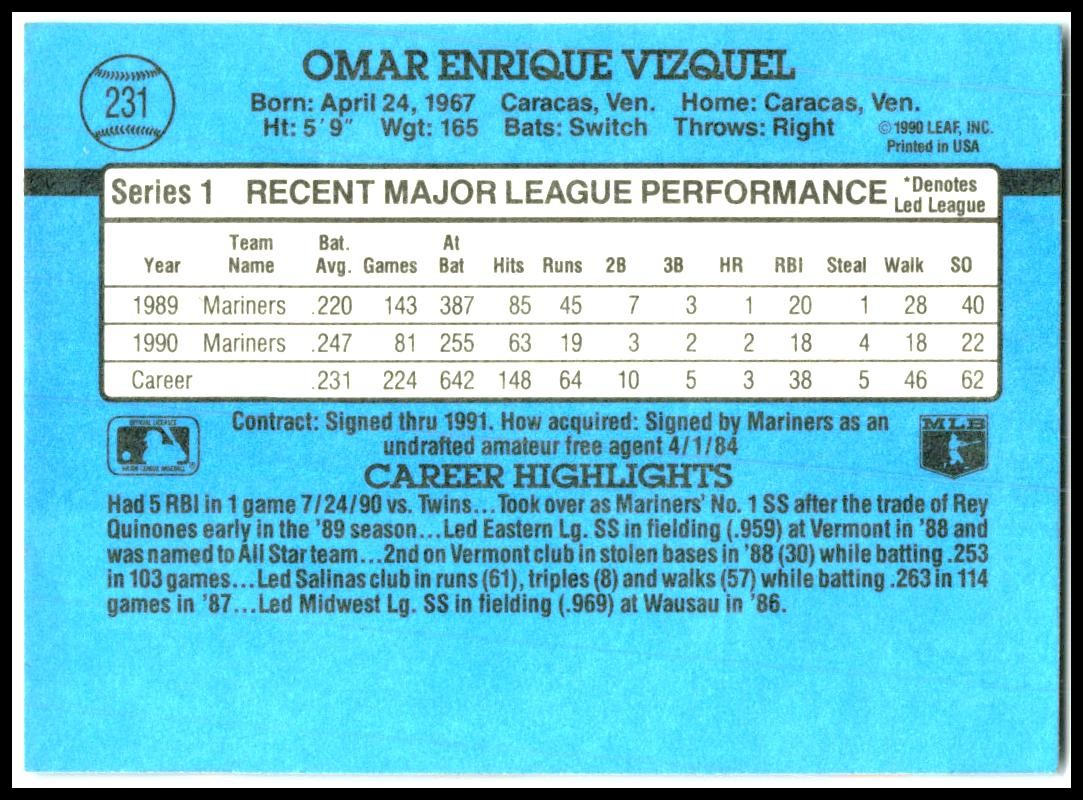 231
OMAR ENRIQUE VIZQUEL
Born: April 24, 1967 Caracas, Ven. Home: Caracas, Ven.
Ht: 5´9″ Wgt: 165 Bats: Switch Throws: Right
©1990 LEAF, INC.
Printed in USA
Series 1 RECENT MAJOR LEAGUE PERFORMANCE
*Denotes
Led League
Year Team Name Bat. Avg. Games At Bat Hits Runs 2B 3B HR RBI Steal Walk SO
1989 Mariners .220 143 387 85 45 7 3 1 20 1 28 40
1990 Mariners .247 81 255 63 19 3 2 2 18 4 18 22
Career .231 224 642 148 64 10 5 3 38 5 46 62
Contract: Signed thru 1991. How acquired: Signed by Mariners as an
undrafted amateur free agent 4/1/84
OFFICIAL LICENSEE
MAJOR LEAGUE BASEBALL
MLB
CAREER HIGHLIGHTS
Had 5 RBI in 1 game 7/24/90 vs. Twins...Took over as Mariners' No. 1 SS after the trade of Rey
Quinones early in the '89 season...Led Eastern Lg. SS in fielding (.959) at Vermont in '88 and
was named to All Star team...2nd on Vermont club in stolen bases in '88 (30) while batting .253
in 103 games...Led Salinas club in runs (61), triples (8) and walks (57) while batting .263 in 114
games in '87...Led Midwest Lg. SS in fielding (.969) at Wausau in '86.